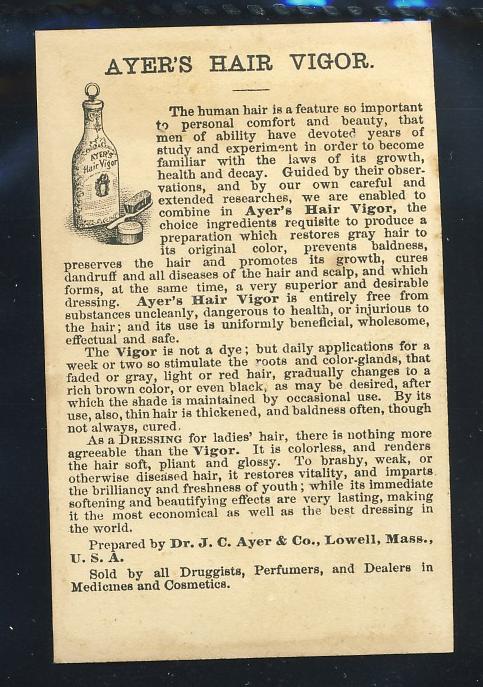 AYER'S HAIR VIGOR.
AYER'S
Hair Vigor
The human hair is a feature so important
to personal comfort and beauty, that
men of ability have devoted years of
study and experiment in order to become
familiar with the laws of its growth,
health and decay. Guided by their obser-
vations, and by our own careful and
extended researches, we are enabled to
combine in Ayer's Hair Vigor, the
choice ingredients requisite to produce a
preparation which restores gray hair to
its original color, prevents baldness,
preserves the hair and promotes its growth, cures
dandruff and all diseases of the hair and scalp, and which
forms, at the same time, a very superior and desirable
dressing. Ayer's Hair Vigor is entirely free from
substances uncleanly, dangerous to health, or injurious to
the hair; and its use is uniformly beneficial, wholesome,
effectual and safe.
The Vigor is not a dye; but daily applications for a
week or two so stimulate the roots and color-glands, that
faded or gray, light or red hair, gradually changes to a
rich brown color, or even black, as may be desired, after
which the shade is maintained by occasional use. By its
use, also, thin hair is thickened, and baldness often, though
not always, cured.
As a DRESSING for ladies' hair, there is nothing more
agreeable than the Vigor. It is colorless, and renders
the hair soft, pliant and glossy. To brashy, weak, or
otherwise diseased hair, it restores vitality, and imparts
the brilliancy and freshness of youth; while its immediate
softening and beautifying effects are very lasting, making
it the most economical as well as the best dressing in
the world.
Prepared by Dr. J. C. Ayer & Co., Lowell, Mass.,
U. S. A.
Sold by all Druggists, Perfumers, and Dealers in
Medicines and Cosmetics.